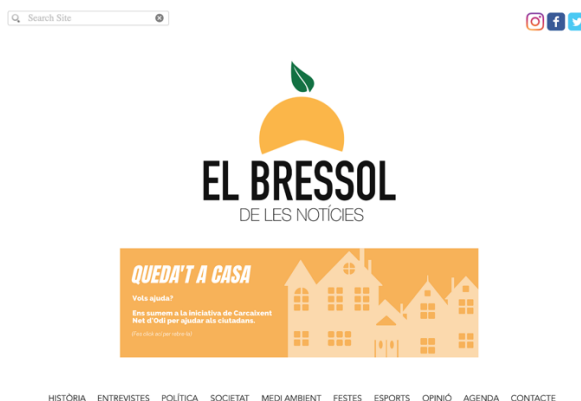 Search Site
EL BRESSOL
DE LES NOTÍCIES
QUEDA'T A CASA
Vols ajuda?
Ens sumem a la iniciativa de Carcaixent
Net d'Odi per ajudar als ciutadans.
HISTÒRIA ENTREVISTES POLÍTICA SOCIETAT MEDI AMBIENT FESTES ESPORTS OPINIÓ AGENDA CONTACTE